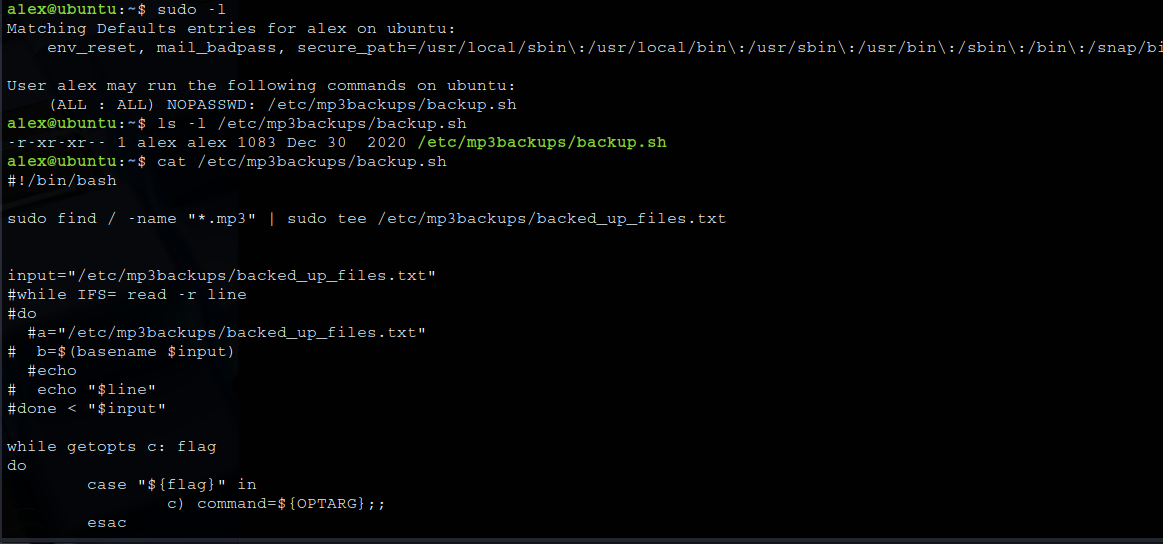 alex@ubuntu:~$ sudo -l
Matching Defaults entries for alex on ubuntu:
    env_reset, mail_badpass, secure_path=/usr/local/sbin\:/usr/local/bin\:/usr/sbin\:/usr/bin\:/sbin\:/bin\:/snap/bi
User alex may run the following commands on ubuntu:
    (ALL : ALL) NOPASSWD: /etc/mp3backups/backup.sh
alex@ubuntu:~$ ls -l /etc/mp3backups/backup.sh
-r-xr-xr-- 1 alex alex 1083 Dec 30  2020 /etc/mp3backups/backup.sh
alex@ubuntu:~$ cat /etc/mp3backups/backup.sh
#!/bin/bash
sudo find / -name "*.mp3" | sudo tee /etc/mp3backups/backed_up_files.txt
input="/etc/mp3backups/backed_up_files.txt"
#while IFS= read -r line
#do
  #a="/etc/mp3backups/backed_up_files.txt"
#  b=$(basename $input)
  #echo
#  echo "$line"
#done < "$input"
while getopts c: flag
do
        case "${flag}" in
                c) command=${OPTARG};;
        esac